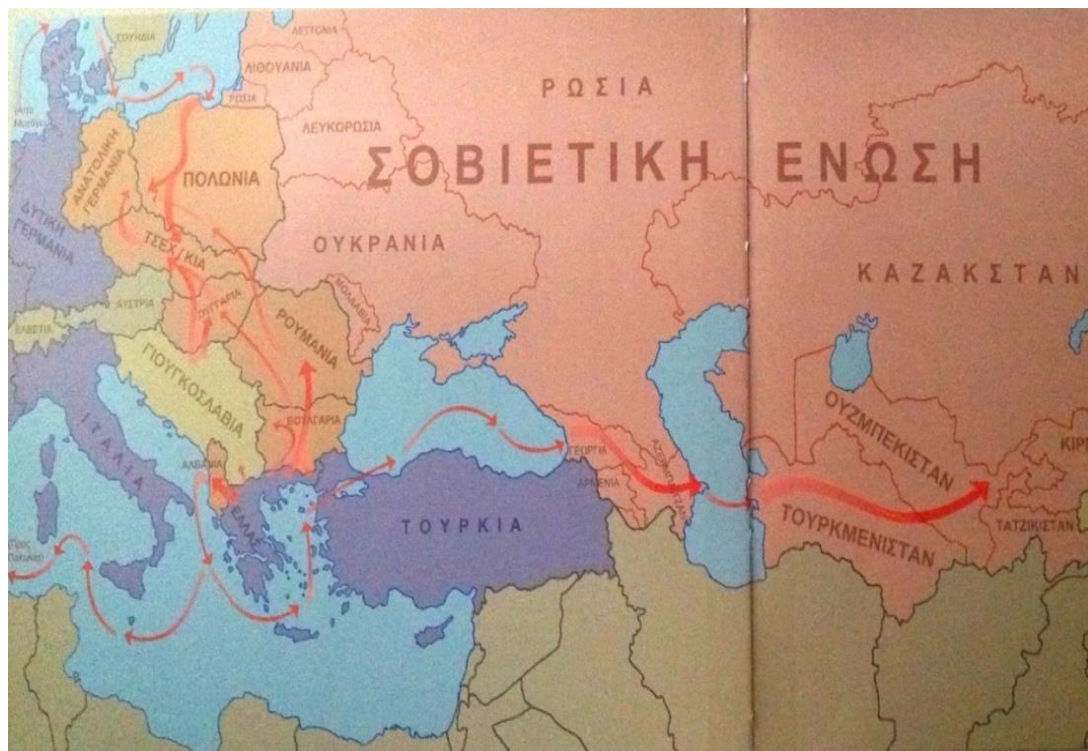 ΣΟΥΗΔΙΑ
ΛΕΤΤΟΝΙΑ
ΛΙΘΟΥΑΝΙΑ
ΡΩΣΙΑ
ΡΩΣΙΑ
ΛΕΥΚΟΡΩΣΙΑ
ΣΟΒΙΕΤΙΚΗ ΕΝΩΣΗ
ΑΝΑΤΟΛΙΚΗ
ΓΕΡΜΑΝΙΑ
ΠΟΛΩΝΙΑ
ΔΥΤΙΚΗ
ΓΕΡΜΑΝΙΑ
ΤΣΕΧ/ΚΙΑ
ΟΥΚΡΑΝΙΑ
ΚΑΖΑΚΣΤΑΝ
ΑΥΣΤΡΙΑ
ΟΥΓΓΑΡΙΑ
ΜΟΛΔΑΒΙΑ
ΕΛΒΕΤΙΑ
ΡΟΥΜΑΝΙΑ
ΓΙΟΥΓΚΟΣΛΑΒΙΑ
ΙΤΑΛΙΑ
ΒΟΥΛΓΑΡΙΑ
ΟΥΖΜΠΕΚΙΣΤΑΝ
ΚΙΡ
ΓΕΩΡΓΙΑ
ΑΖΕΡΜΠΑΪΤΖΑΝ
ΑΛΒΑΝΙΑ
ΑΡΜΕΝΙΑ
ΕΛΛΑΣ
ΤΟΥΡΚΙΑ
ΤΟΥΡΚΜΕΝΙΣΤΑΝ
ΤΑΤΖΙΚΙΣΤΑΝ